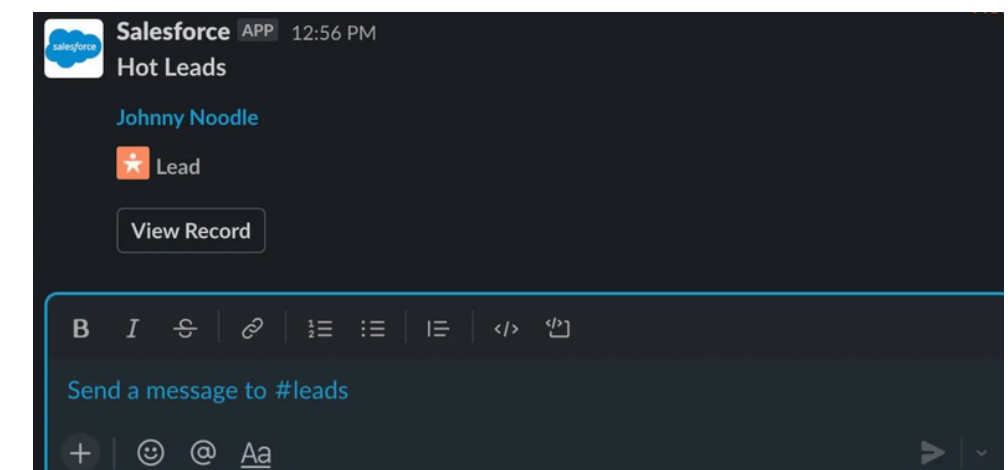 salesforce
Salesforce APP 12:56 PM
Hot Leads
Johnny Noodle
Lead
View Record
B I S </> </>
Send a message to #leads
+ @ Aa